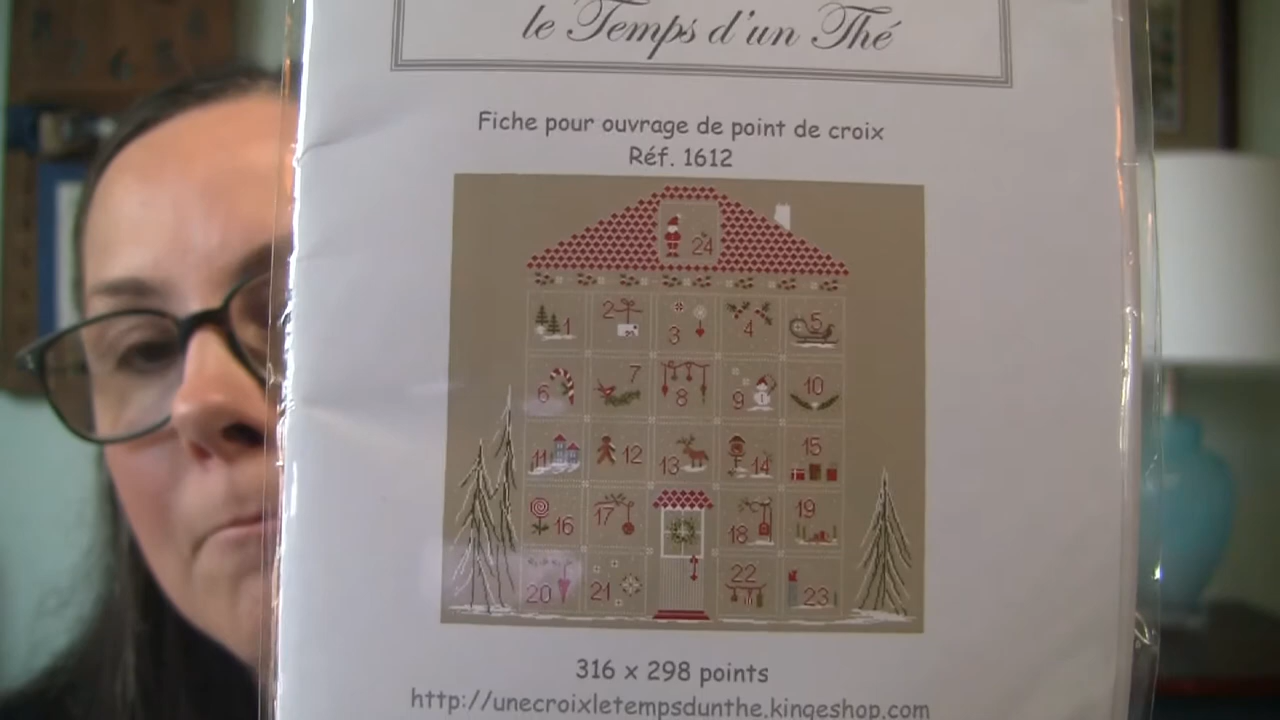 le Temps d'un Thé
Fiche pour ouvrage de point de croix
Réf. 1612
24
1 2 3 4 5
6 7 8 9 10
11 12 13 14 15
16 17 18 19
20 21 22 23
316 x 298 points
http://unecroixletempsdunthe.kingeshop.com